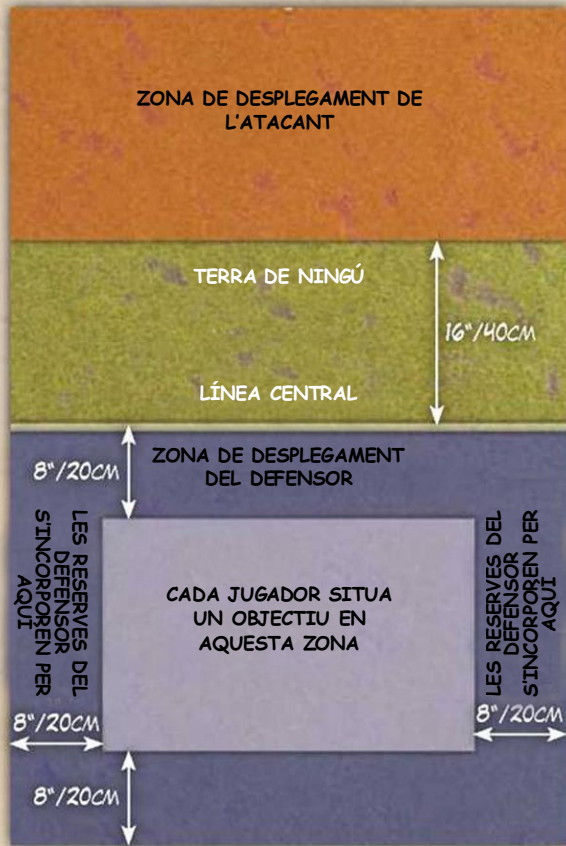 ZONA DE DESPLEGAMENT DE
L'ATACANT
TERRA DE NINGÚ
16"/40CM
LÍNEA CENTRAL
8"/20CM
ZONA DE DESPLEGAMENT
DEL DEFENSOR
LES RESERVES DEL
DEFENSOR
S'INCORPOREN PER
AQUÍ
CADA JUGADOR SITUA
UN OBJECTIU EN
AQUESTA ZONA
LES RESERVES DEL
DEFENSOR
S'INCORPOREN PER
AQUÍ
8"/20CM
8"/20CM
8"/20CM